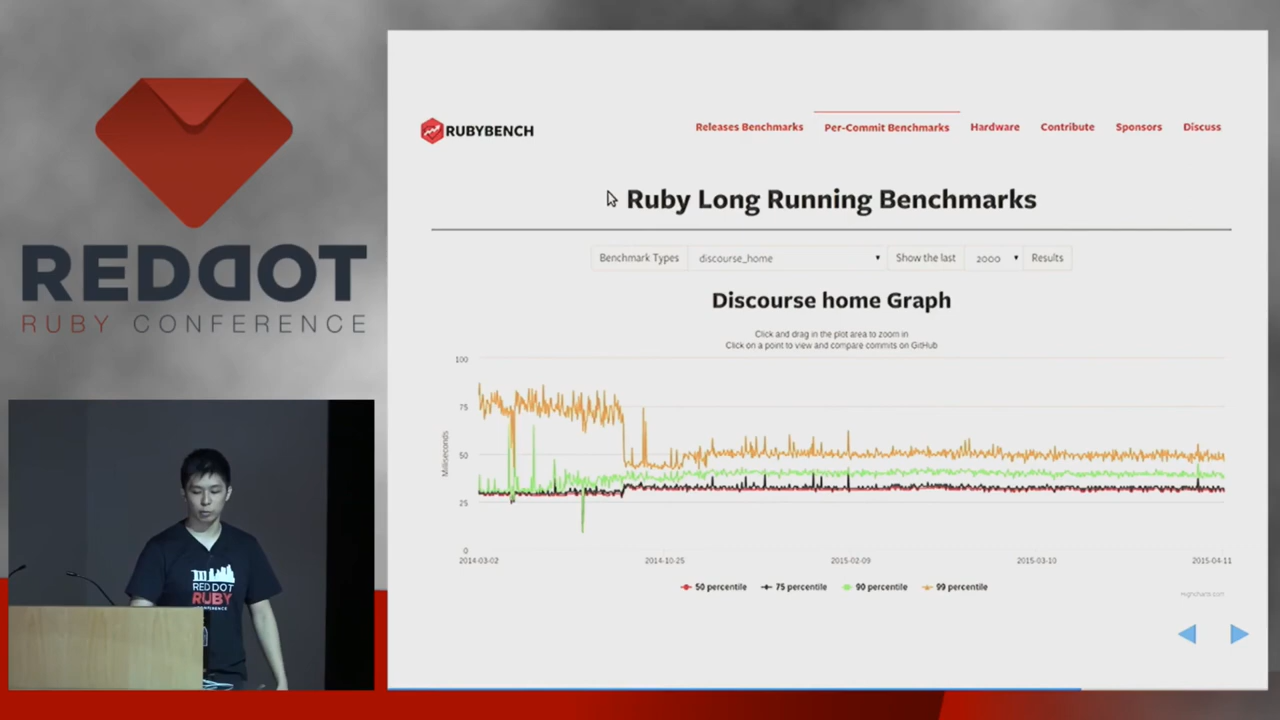 REDDOT
RUBY CONFERENCE
RED DOT
RUBY
CONFERENCE
RUBYBENCH
Releases Benchmarks
Per-Commit Benchmarks
Hardware
Contribute
Sponsors
Discuss
Ruby Long Running Benchmarks
Benchmark Types
discourse_home
Show the last
2000
Results
Discourse home Graph
Click and drag in the plot area to zoom in
Click on a point to view and compare commits on GitHub
Milliseconds
100
75
50
25
0
2014-03-02
2014-10-25
2015-02-09
2015-03-10
2015-04-11
50 percentile
75 percentile
90 percentile
99 percentile
Highcharts.com